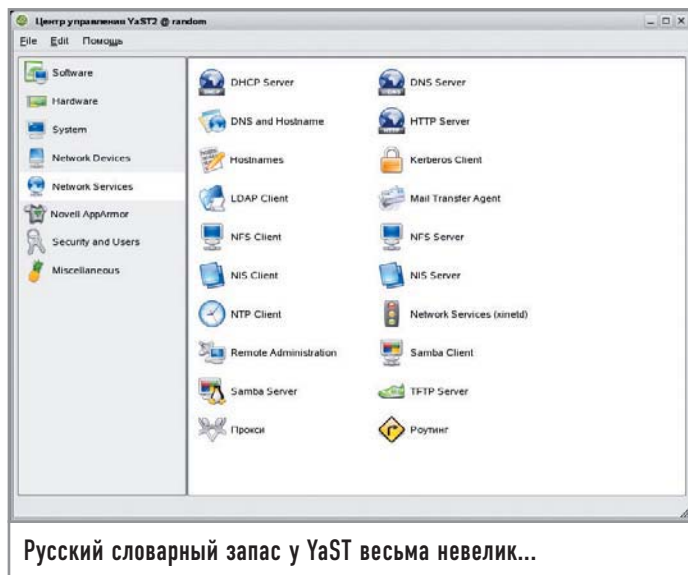 Центр управления YaST2 @ random
File Edit Помощь
Software
Hardware
System
Network Devices
Network Services
Novell AppArmor
Security and Users
Miscellaneous
DHCP Server
DNS Server
DNS and Hostname
HTTP Server
Hostnames
Kerberos Client
LDAP Client
Mail Transfer Agent
NFS Client
NFS Server
NIS Client
NIS Server
NTP Client
Network Services (xinetd)
Remote Administration
Samba Client
Samba Server
TFTP Server
Прокси
Роутинг
Русский словарный запас у YaST весьма невелик...